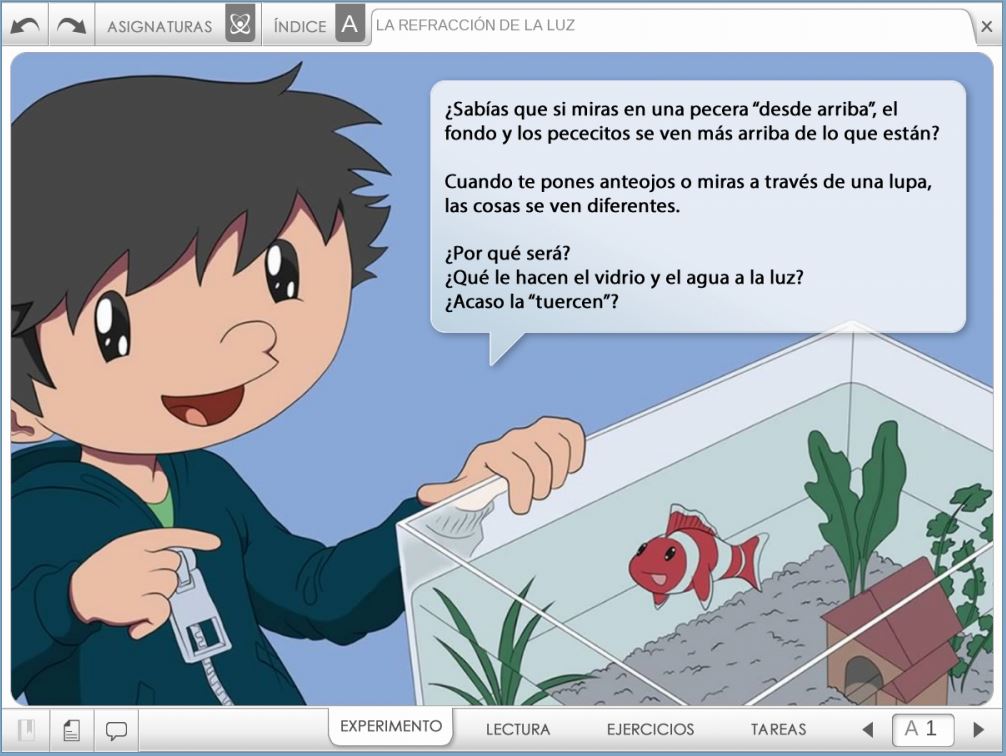 ASIGNATURAS ÍNDICE A LA REFRACCIÓN DE LA LUZ
¿Sabías que si miras en una pecera “desde arriba”, el
fondo y los pececitos se ven más arriba de lo que están?
Cuando te pones anteojos o miras a través de una lupa,
las cosas se ven diferentes.
¿Por qué será?
¿Qué le hacen el vidrio y el agua a la luz?
¿Acaso la “tuercen”?
EXPERIMENTO LECTURA EJERCICIOS TAREAS A 1